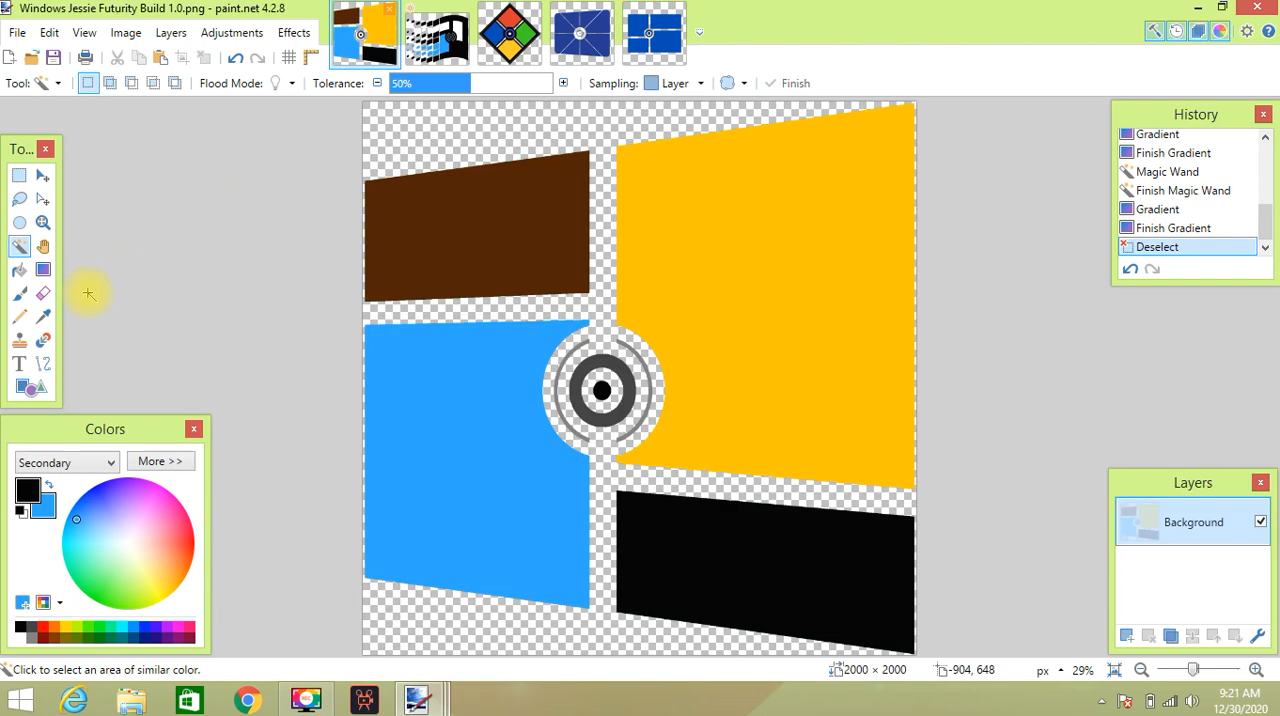 Windows Jessie Futurity Build 1.0.png - paint.net 4.2.8
File Edit View Image Layers Adjustments Effects
Tool: Flood Mode: Tolerance: 50% Sampling: Layer Finish
To...
History
Gradient
Finish Gradient
Magic Wand
Finish Magic Wand
Gradient
Finish Gradient
Deselect
T
Colors
Secondary More >>
Layers
Background
Click to select an area of similar color. 2000 × 2000 -904, 648 px 29%
REC
9:21 AM
12/30/2020